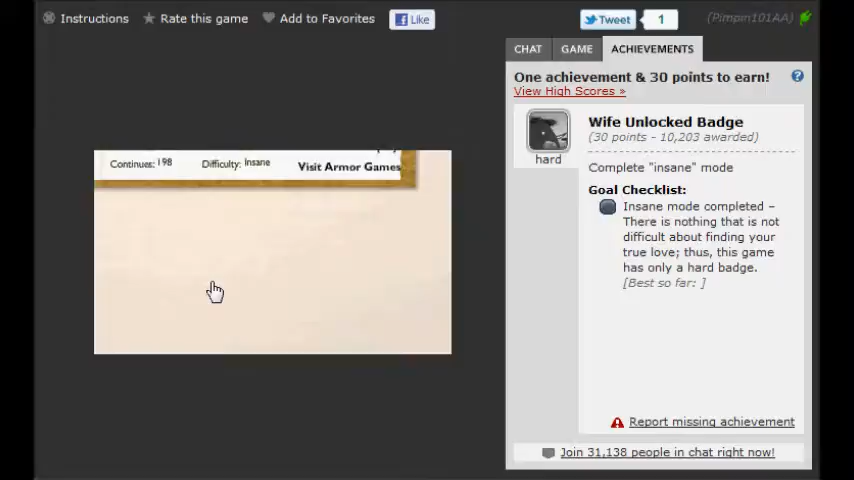 Instructions
Rate this game
Add to Favorites
Like
Tweet
1
(Pimpin101AA)
CHAT
GAME
ACHIEVEMENTS
One achievement & 30 points to earn!
?
View High Scores »
hard
Wife Unlocked Badge
(30 points - 10,203 awarded)
Complete "insane" mode
Goal Checklist:
Insane mode completed –
There is nothing that is not
difficult about finding your
true love; thus, this game
has only a hard badge.
[Best so far: ]
Continues: 198
Difficulty: Insane
Visit Armor Games
Report missing achievement
Join 31,138 people in chat right now!